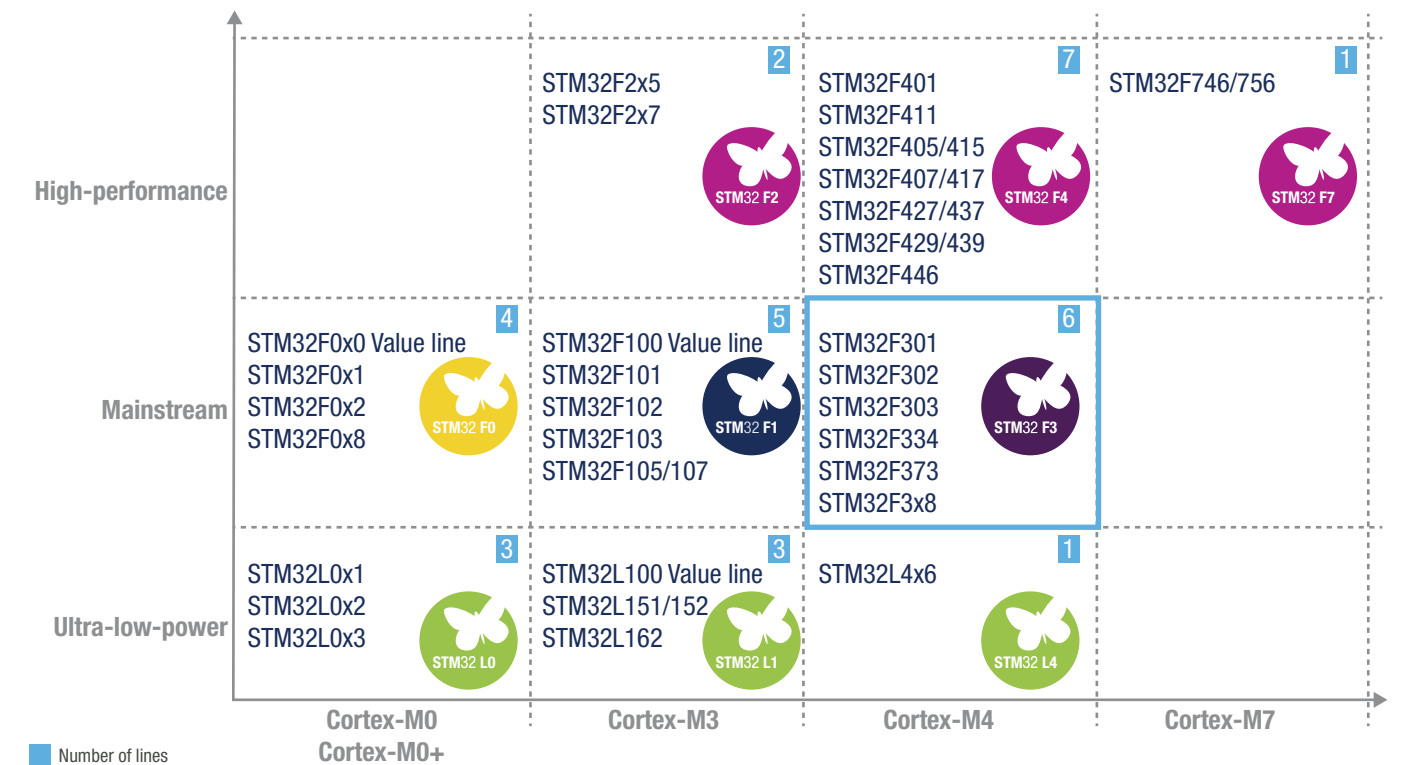 High-performance
2
STM32F2x5
STM32F2x7
STM32 F2
7
STM32F401
STM32F411
STM32F405/415
STM32F407/417
STM32F427/437
STM32F429/439
STM32F446
STM32 F4
1
STM32F746/756
STM32 F7
Mainstream
4
STM32F0x0 Value line
STM32F0x1
STM32F0x2
STM32F0x8
STM32 F0
5
STM32F100 Value line
STM32F101
STM32F102
STM32F103
STM32F105/107
STM32 F1
6
STM32F301
STM32F302
STM32F303
STM32F334
STM32F373
STM32F3x8
STM32 F3
Ultra-low-power
3
STM32L0x1
STM32L0x2
STM32L0x3
STM32 L0
3
STM32L100 Value line
STM32L151/152
STM32L162
STM32 L1
1
STM32L4x6
STM32 L4
Cortex-M0
Cortex-M0+
Cortex-M3
Cortex-M4
Cortex-M7
Number of lines